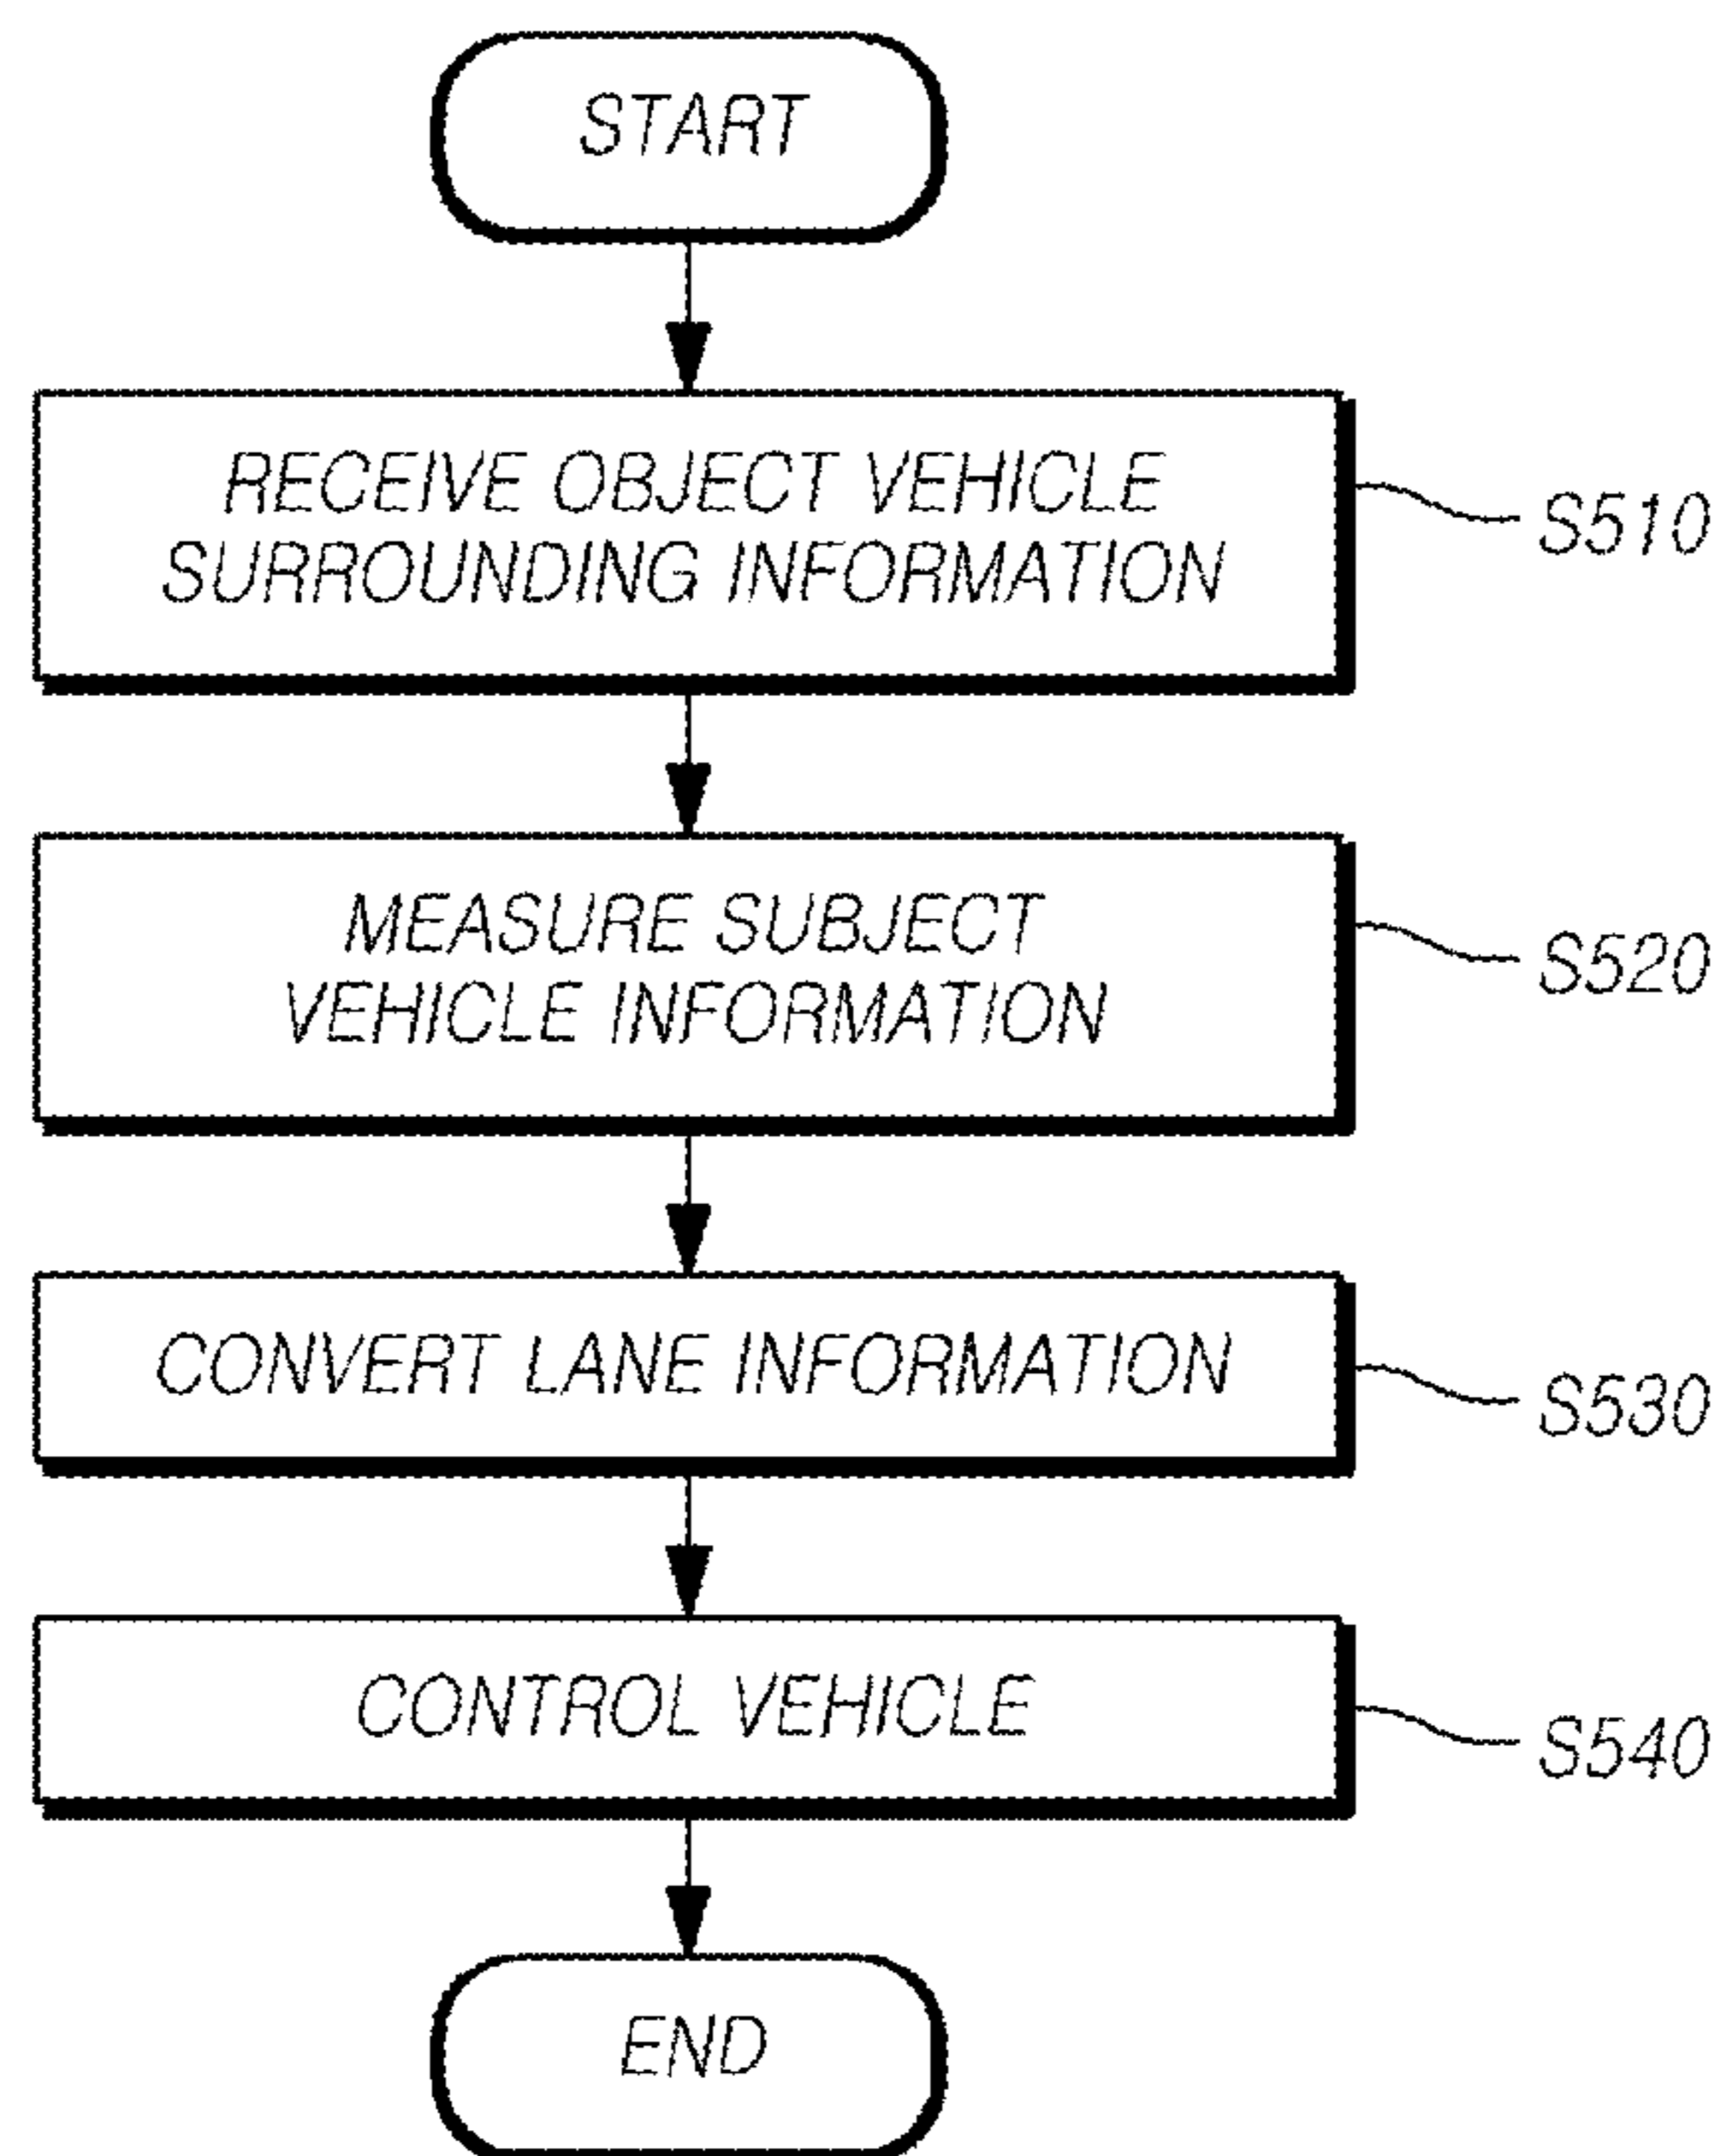 START
RECEIVE OBJECT VEHICLE
SURROUNDING INFORMATION
S510
MEASURE SUBJECT
VEHICLE INFORMATION
S520
CONVERT LANE INFORMATION
S530
CONTROL VEHICLE
S540
END